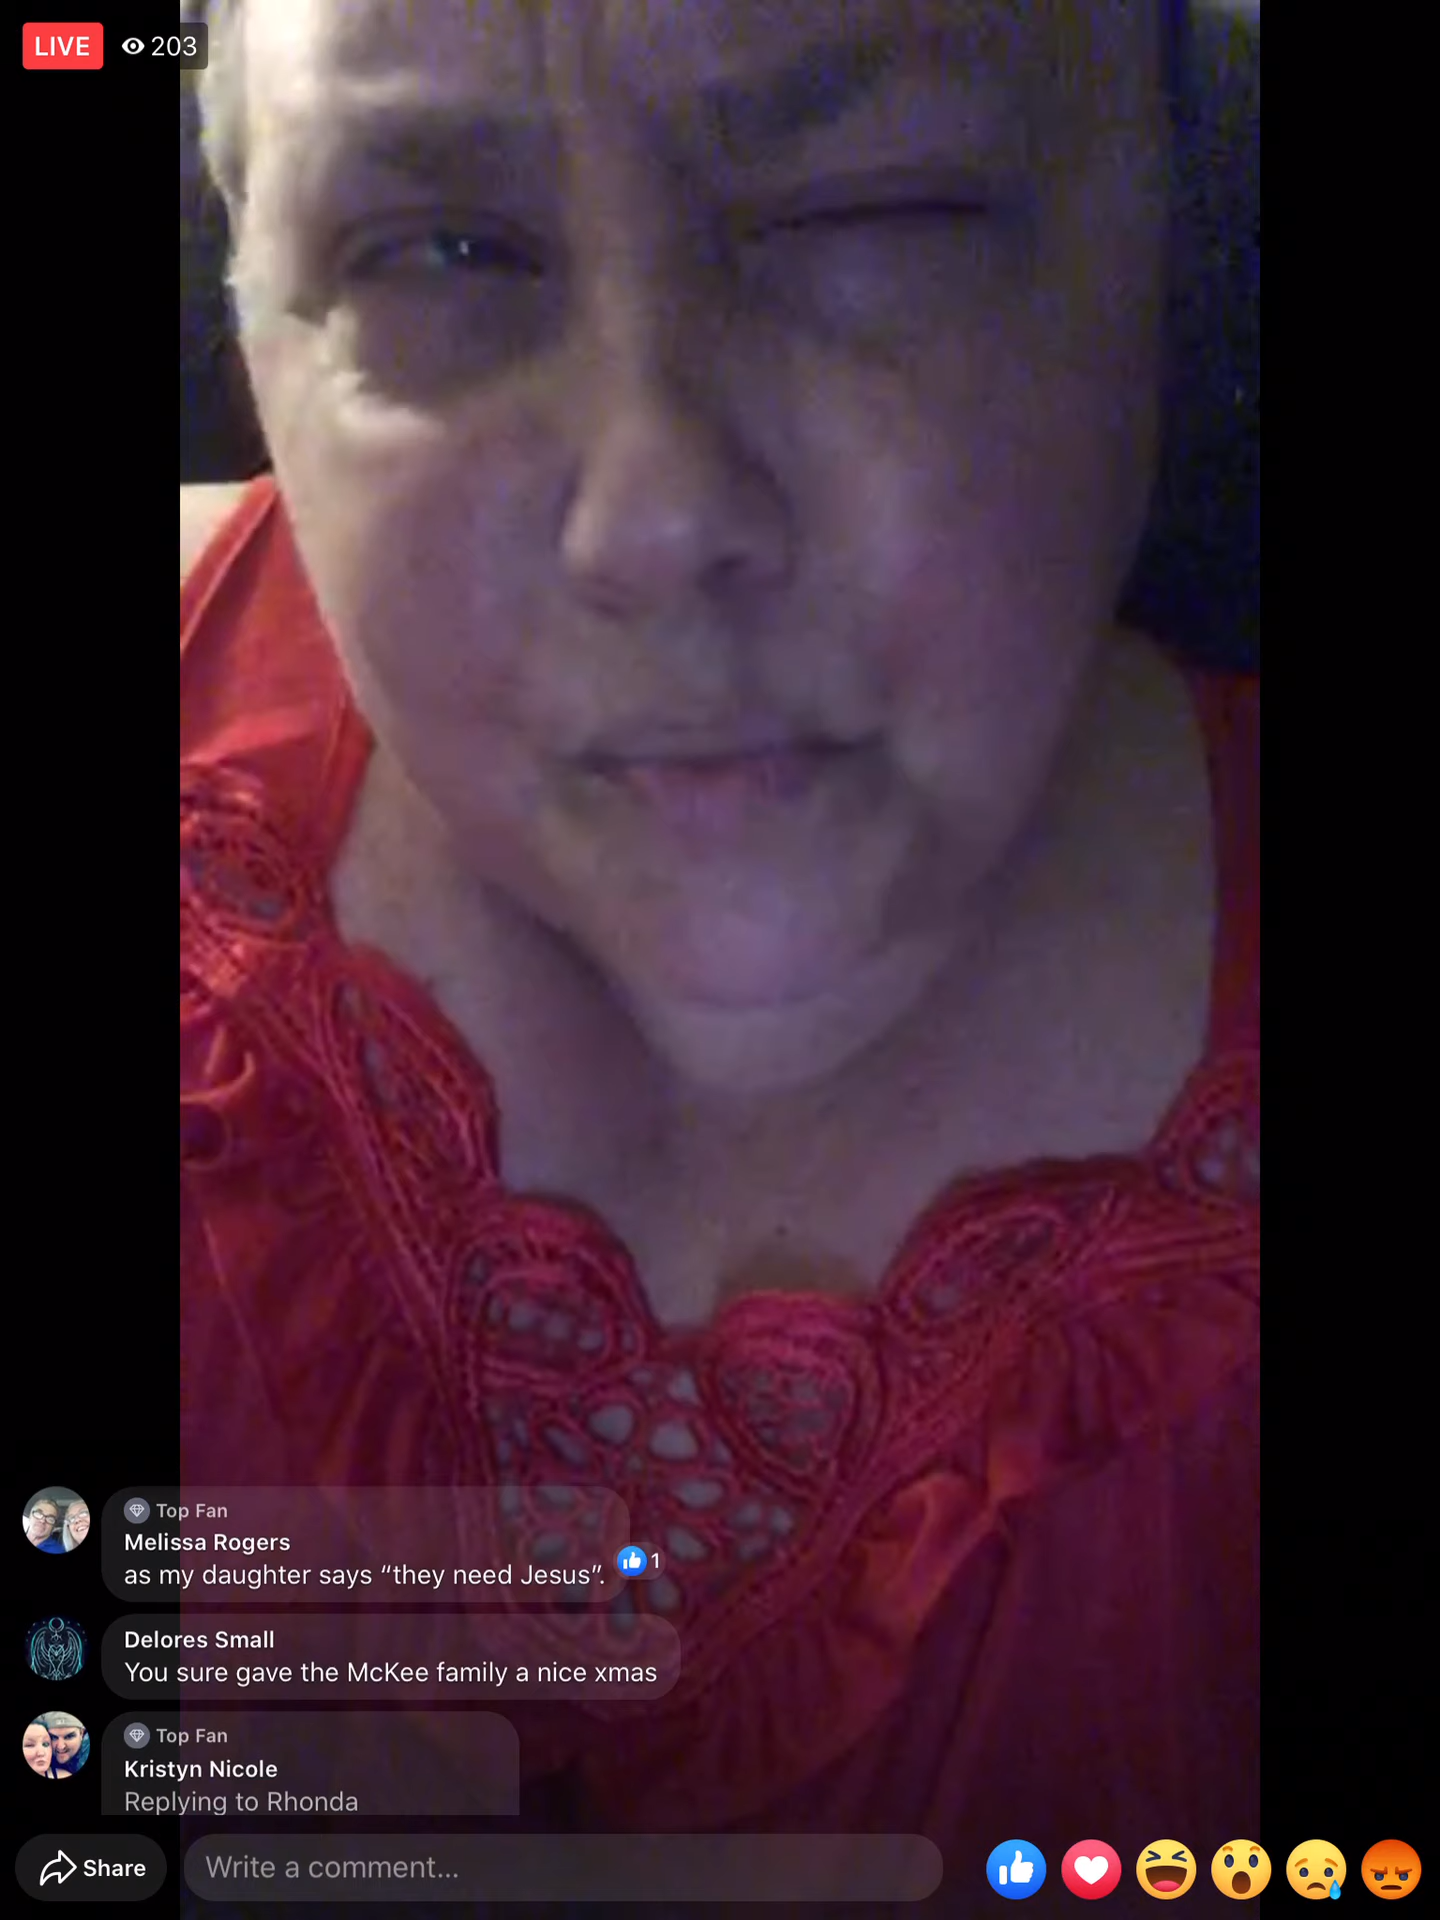 LIVE 203
Top Fan
Melissa Rogers
as my daughter says “they need Jesus”. 1
Delores Small
You sure gave the McKee family a nice xmas
Top Fan
Kristyn Nicole
Replying to Rhonda
Share Write a comment...